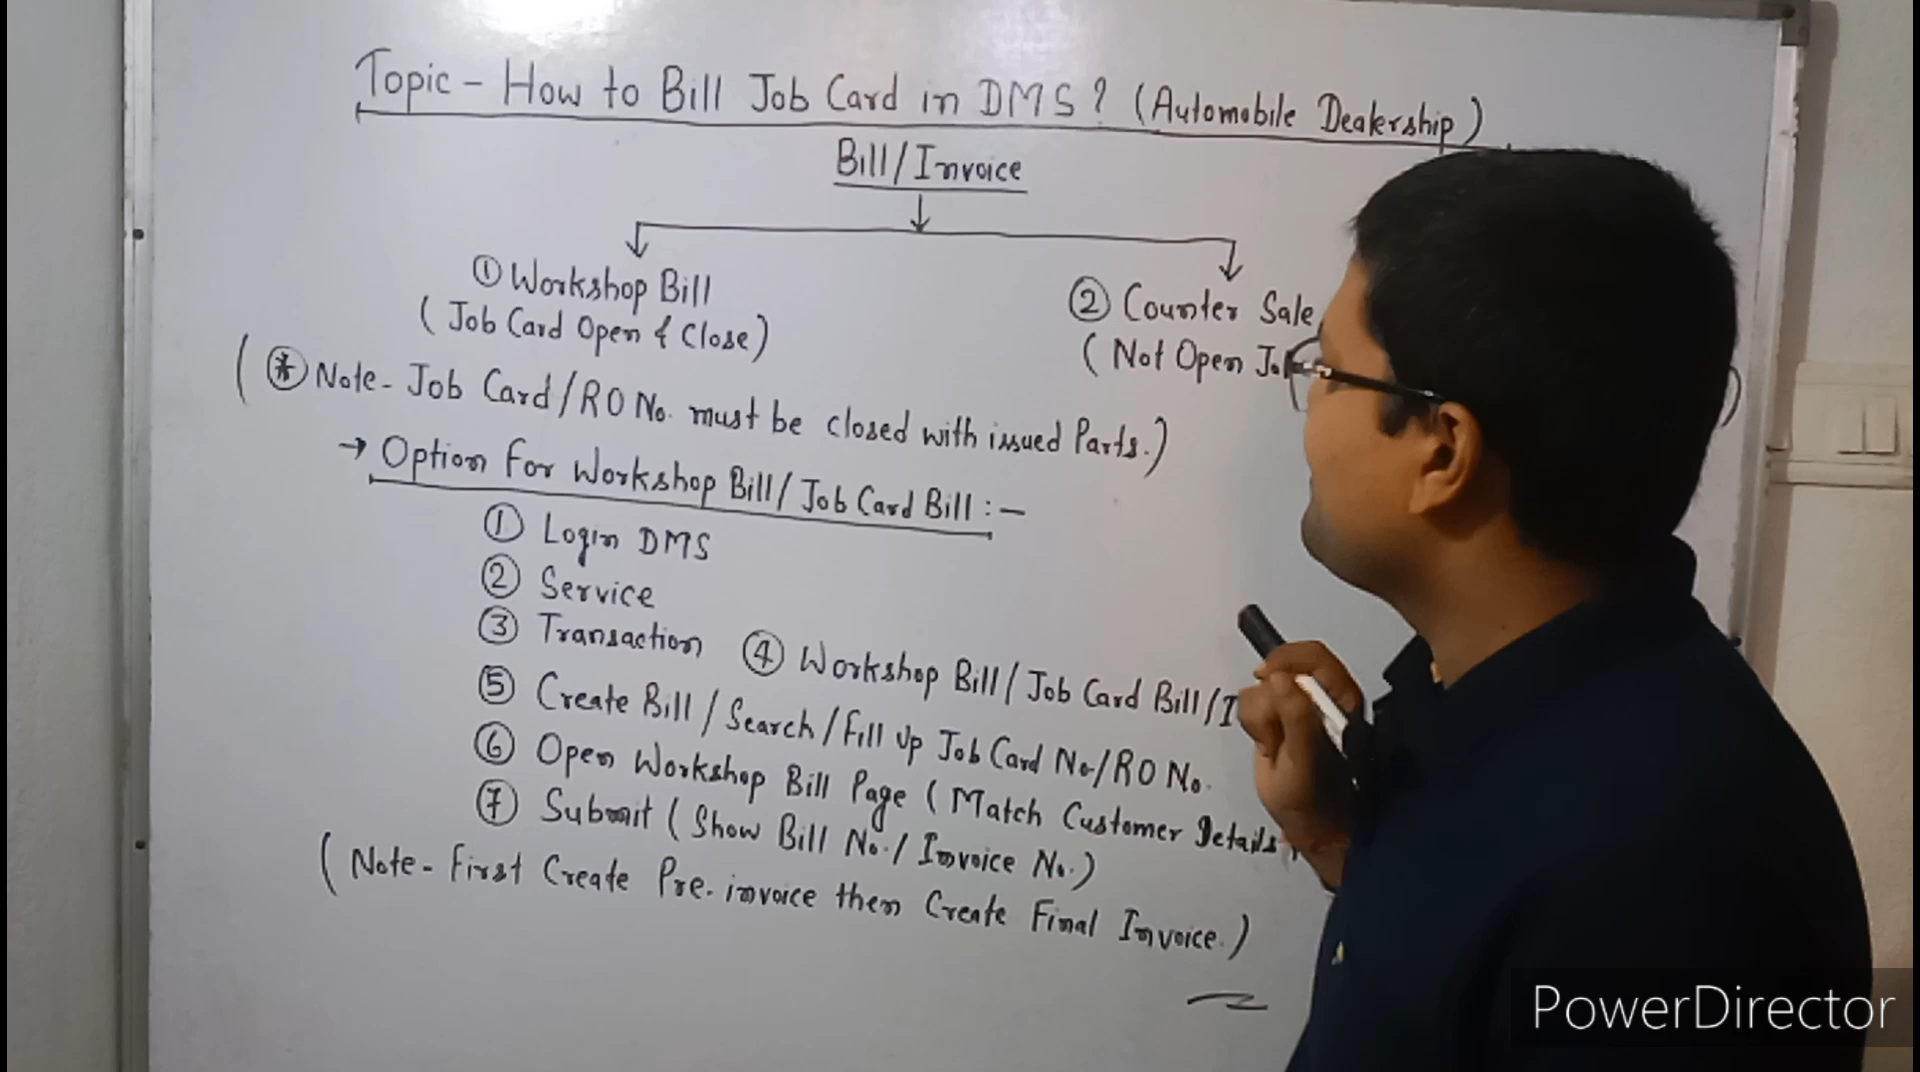 Topic - How to Bill Job Card in DMS? (Automobile Dealership)
Bill/Invoice
① Workshop Bill
(Job Card Open & Close)
② Counter Sale
(Not Open Job
(* Note - Job Card/RO No. must be closed with issued Parts.)
→ Option For Workshop Bill/Job Card Bill :-
① Login DMS
② Service
③ Transaction ④ Workshop Bill/Job Card Bill/I
⑤ Create Bill/Search/Fill Up Job Card No/RO No.
⑥ Open Workshop Bill Page (Match Customer Details
⑦ Submit (Show Bill No./Invoice No.)
(Note - First Create Pre-invoice then Create Final Invoice.)
PowerDirector